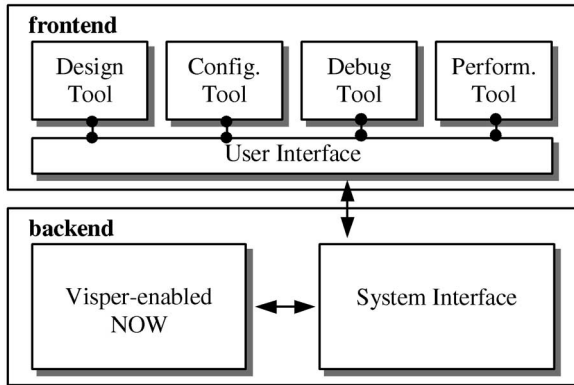 frontend
Design
Tool
Config.
Tool
Debug
Tool
Perform.
Tool
User Interface
backend
Visper-enabled
NOW
System Interface